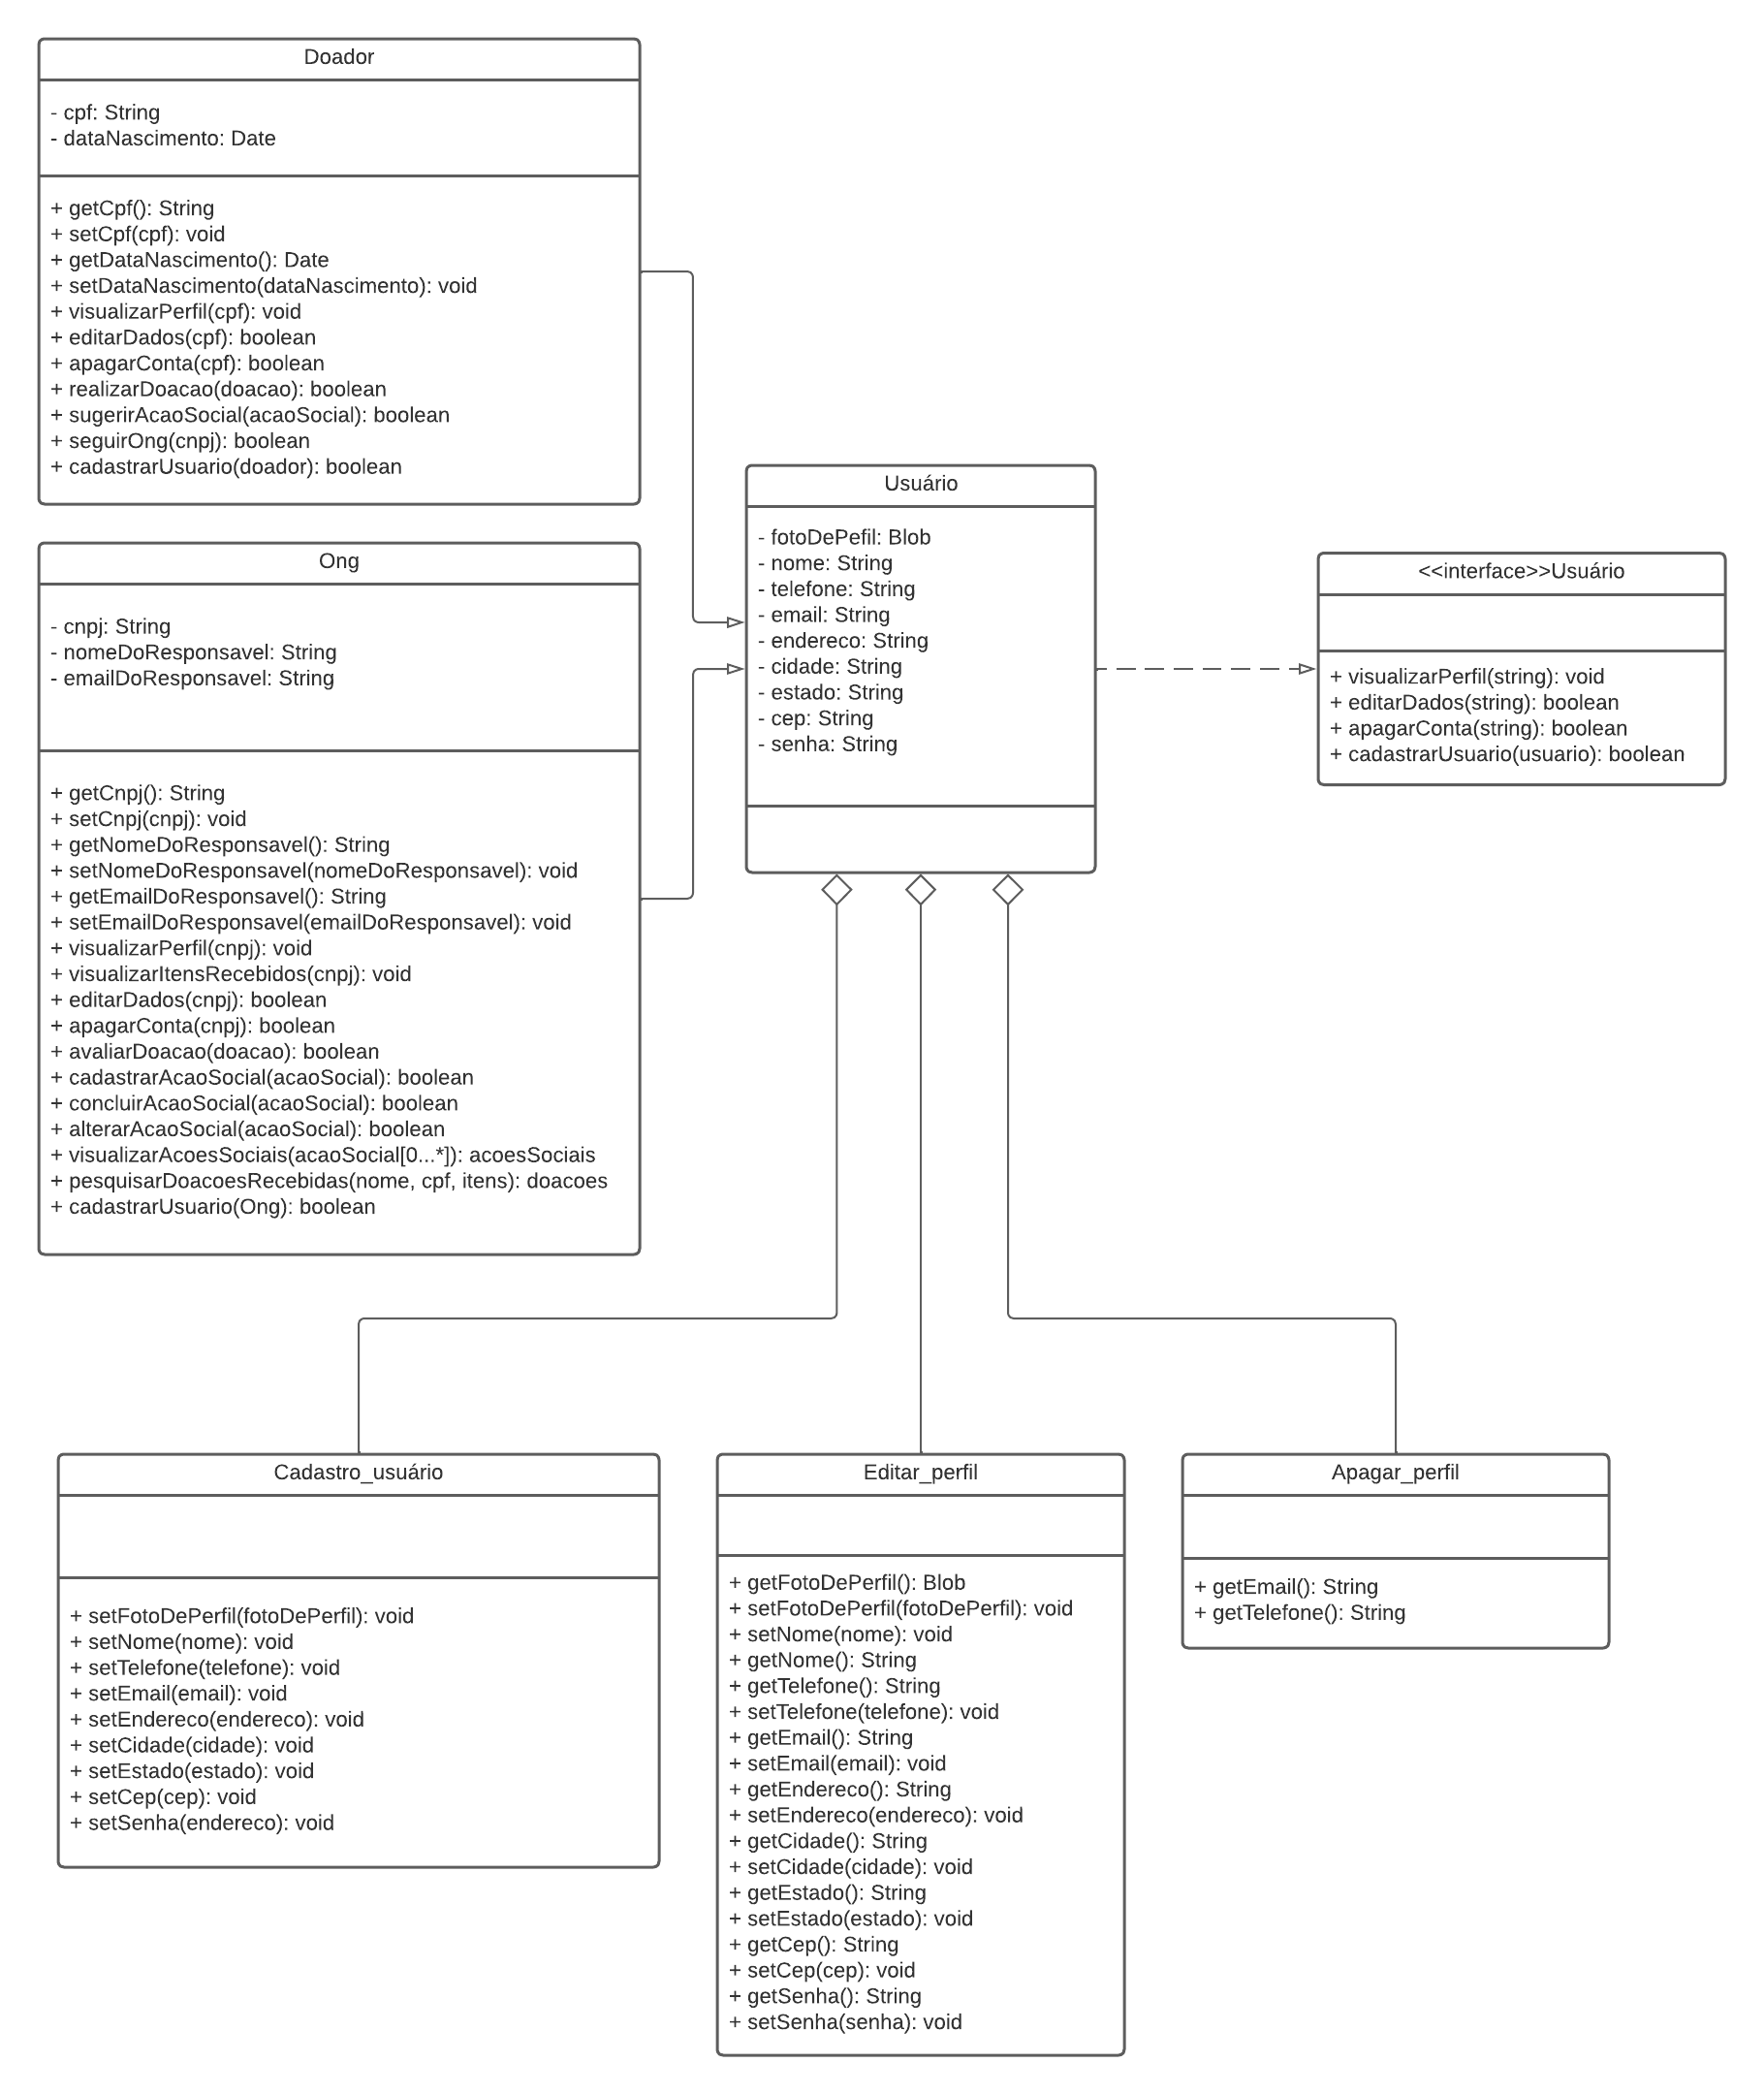 Doador
- cpf: String
- dataNascimento: Date
+ getCpf(): String
+ setCpf(cpf): void
+ getDataNascimento(): Date
+ setDataNascimento(dataNascimento): void
+ visualizarPerfil(cpf): void
+ editarDados(cpf): boolean
+ apagarConta(cpf): boolean
+ realizarDoacao(doacao): boolean
+ sugerirAcaoSocial(acaoSocial): boolean
+ seguirOng(cnpj): boolean
+ cadastrarUsuario(doador): boolean
Ong
- cnpj: String
- nomeDoResponsavel: String
- emailDoResponsavel: String
+ getCnpj(): String
+ setCnpj(cnpj): void
+ getNomeDoResponsavel(): String
+ setNomeDoResponsavel(nomeDoResponsavel): void
+ getEmailDoResponsavel(): String
+ setEmailDoResponsavel(emailDoResponsavel): void
+ visualizarPerfil(cnpj): void
+ visualizarItensRecebidos(cnpj): void
+ editarDados(cnpj): boolean
+ apagarConta(cnpj): boolean
+ avaliarDoacao(doacao): boolean
+ cadastrarAcaoSocial(acaoSocial): boolean
+ concluirAcaoSocial(acaoSocial): boolean
+ alterarAcaoSocial(acaoSocial): boolean
+ visualizarAcoesSociais(acaoSocial[0...*]): acoesSociais
+ pesquisarDoacoesRecebidas(nome, cpf, itens): doacoes
+ cadastrarUsuario(Ong): boolean
Usuário
- fotoDePefil: Blob
- nome: String
- telefone: String
- email: String
- endereco: String
- cidade: String
- estado: String
- cep: String
- senha: String
<<interface>>Usuário
+ visualizarPerfil(string): void
+ editarDados(string): boolean
+ apagarConta(string): boolean
+ cadastrarUsuario(usuario): boolean
Cadastro_usuário
+ setFotoDePerfil(fotoDePerfil): void
+ setNome(nome): void
+ setTelefone(telefone): void
+ setEmail(email): void
+ setEndereco(endereco): void
+ setCidade(cidade): void
+ setEstado(estado): void
+ setCep(cep): void
+ setSenha(endereco): void
Editar_perfil
+ getFotoDePerfil(): Blob
+ setFotoDePerfil(fotoDePerfil): void
+ setNome(nome): void
+ getNome(): String
+ getTelefone(): String
+ setTelefone(telefone): void
+ getEmail(): String
+ setEmail(email): void
+ getEndereco(): String
+ setEndereco(endereco): void
+ getCidade(): String
+ setCidade(cidade): void
+ getEstado(): String
+ setEstado(estado): void
+ getCep(): String
+ setCep(cep): void
+ getSenha(): String
+ setSenha(senha): void
Apagar_perfil
+ getEmail(): String
+ getTelefone(): String